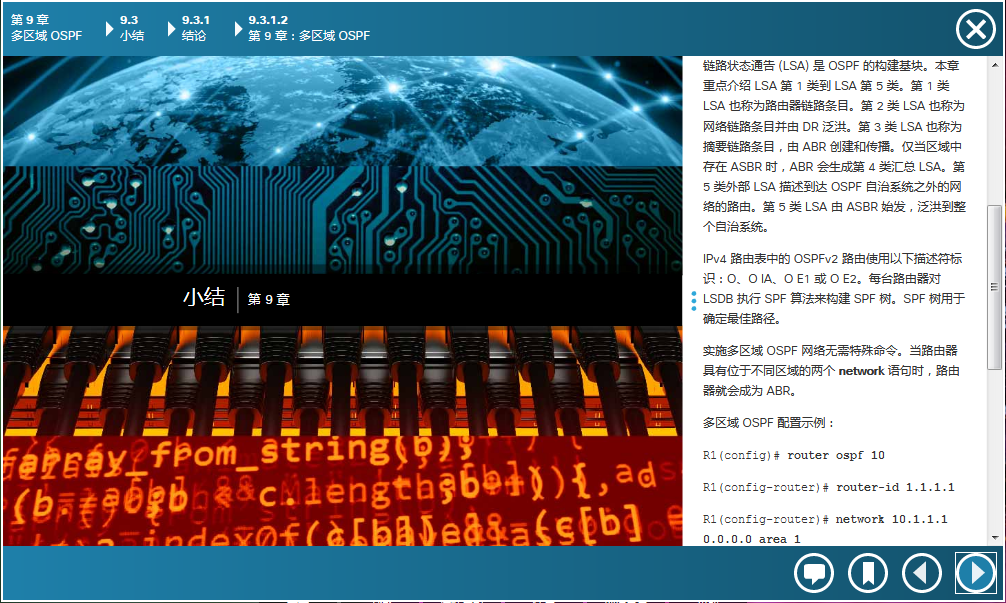 第 9 章
多区域 OSPF
9.3
小结
9.3.1
结论
9.3.1.2
第 9 章：多区域 OSPF
链路状态通告 (LSA) 是 OSPF 的构建基块。本章
重点介绍 LSA 第 1 类到 LSA 第 5 类。第 1 类
LSA 也称为路由器链路条目。第 2 类 LSA 也称为
网络链路条目并由 DR 泛洪。第 3 类 LSA 也称为
摘要链路条目，由 ABR 创建和传播。仅当区域中
存在 ASBR 时，ABR 会生成第 4 类汇总 LSA。第
5 类外部 LSA 描述到达 OSPF 自治系统之外的网
络的路由。第 5 类 LSA 由 ASBR 始发，泛洪到整
个自治系统。
IPv4 路由表中的 OSPFv2 路由使用以下描述符标
识：O、O IA、O E1 或 O E2。每台路由器对
LSDB 执行 SPF 算法来构建 SPF 树。SPF 树用于
确定最佳路径。
实施多区域 OSPF 网络无需特殊命令。当路由器
具有位于不同区域的两个 network 语句时，路由
器就会成为 ABR。
多区域 OSPF 配置示例：
R1(config)# router ospf 10
R1(config-router)# router-id 1.1.1.1
R1(config-router)# network 10.1.1.1
0.0.0.0 area 1
小结
第 9 章
array_from_string(b);
c.length